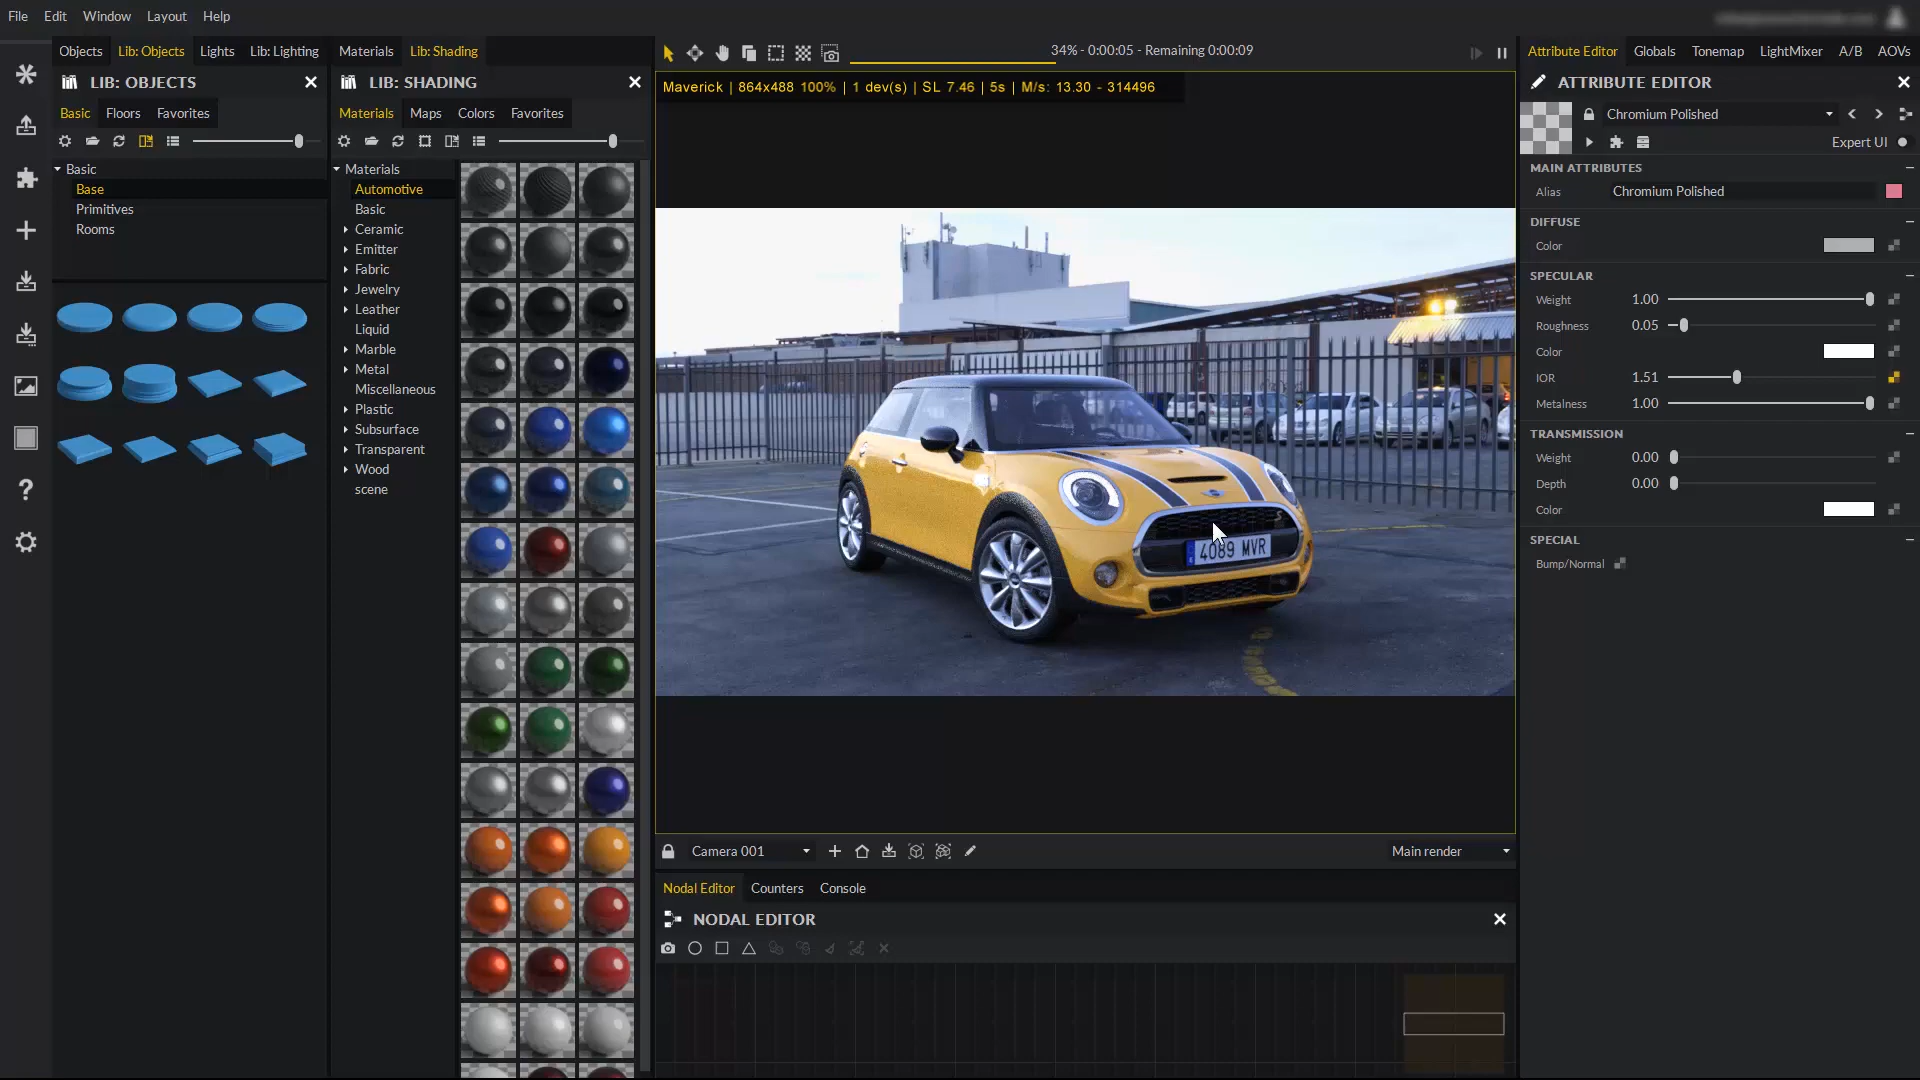 File Edit Window Layout Help
Objects Lib: Objects Lights Lib: Lighting
LIB: OBJECTS
Basic Floors Favorites
Basic
Base
Primitives
Rooms
Materials Lib: Shading
LIB: SHADING
Materials Maps Colors Favorites
Materials
Automotive
Basic
Ceramic
Emitter
Fabric
Jewelry
Leather
Liquid
Marble
Metal
Miscellaneous
Plastic
Subsurface
Transparent
Wood
scene
34% - 0:00:05 - Remaining 0:00:09
Maverick | 864x488 100% | 1 dev(s) | SL 7.46 | 5s | M/s: 13.30 - 314496
S
4089 MVR
Camera 001
Main render
Nodal Editor Counters Console
NODAL EDITOR
Attribute Editor Globals Tonemap LightMixer A/B AOVs
ATTRIBUTE EDITOR
Chromium Polished
Expert UI
MAIN ATTRIBUTES
Alias Chromium Polished
DIFFUSE
Color
SPECULAR
Weight 1.00
Roughness 0.05
Color
IOR 1.51
Metalness 1.00
TRANSMISSION
Weight 0.00
Depth 0.00
Color
SPECIAL
Bump/Normal